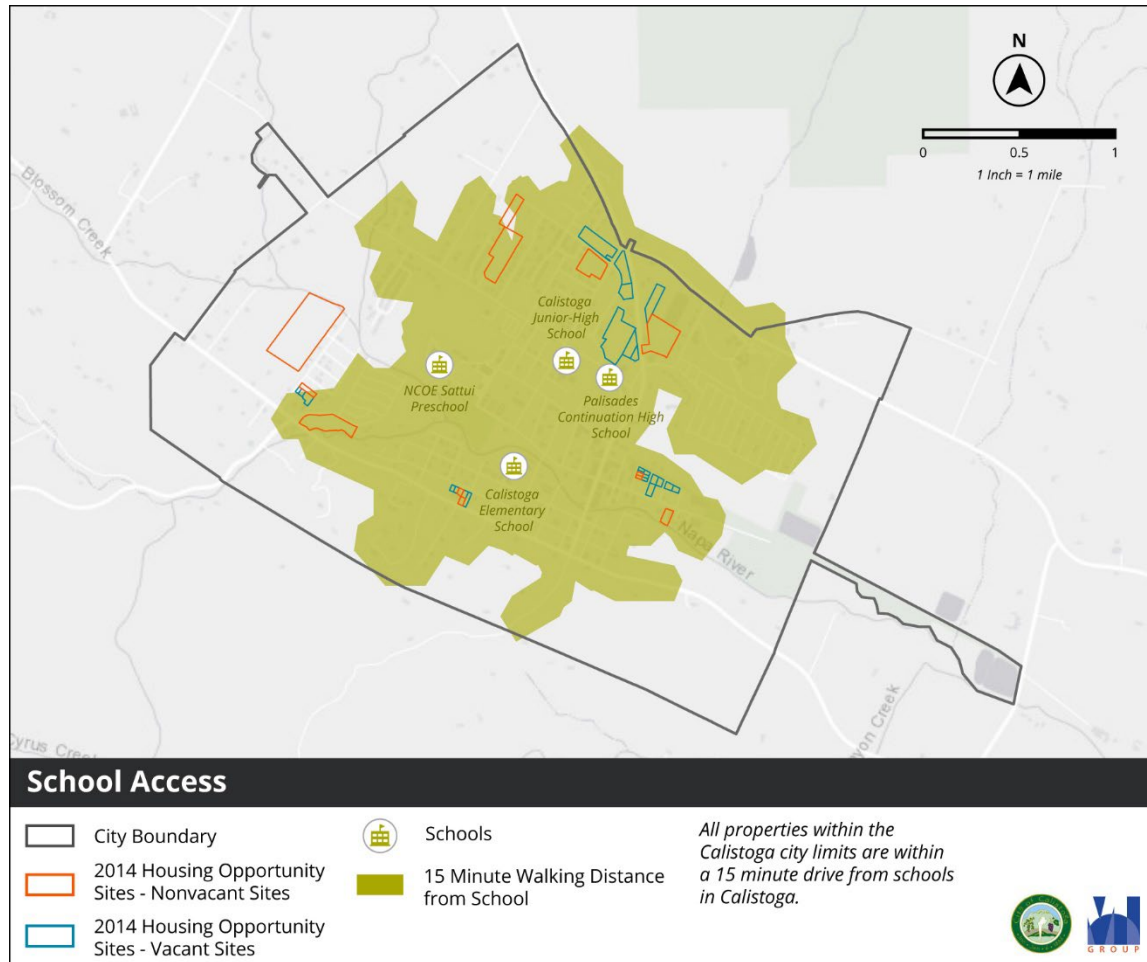 N
0
0.5
1
1 Inch = 1 mile
Blossom Creek
Calistoga
Junior-High
School
NCOE Sattui
Preschool
Palisades
Continuation High
School
Calistoga
Elementary
School
Napa River
yon Creek
Cyrus Creek
School Access
City Boundary
2014 Housing Opportunity
Sites - Nonvacant Sites
2014 Housing Opportunity
Sites - Vacant Sites
Schools
15 Minute Walking Distance
from School
All properties within the
Calistoga city limits are within
a 15 minute drive from schools
in Calistoga.
GROUP